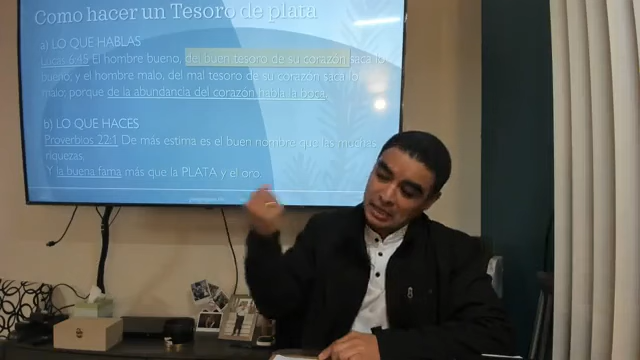 Como hacer un Tesoro de plata
a) LO QUE HABLAS
Lucas 6:45 El hombre bueno, del buen tesoro de su corazón saca lo
bueno; y el hombre malo, del mal tesoro de su corazón saca lo
malo; porque de la abundancia del corazón habla la boca.
b) LO QUE HACES
Proverbios 22:1 De más estima es el buen nombre que las muchas
riquezas,
Y la buena fama más que la PLATA y el oro.